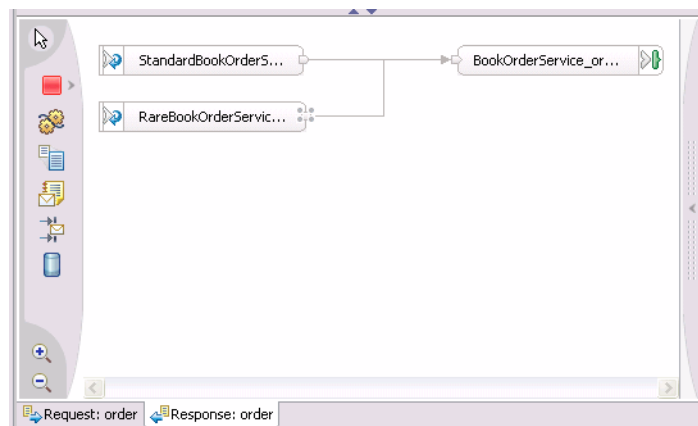 StandardBookOrderS...
BookOrderService_or...
RareBookOrderServic...
Request: order
Response: order